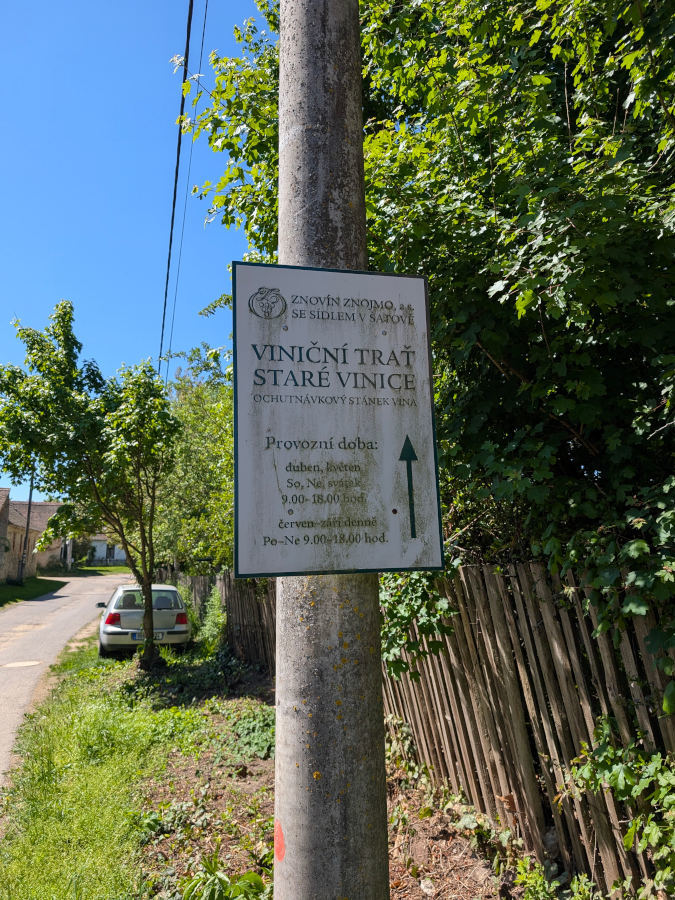 ZNOVÍN ZNOJMO, a.s.
SE SÍDLEM V ŠATOVĚ
VINIČNÍ TRAŤ
STARÉ VINICE
OCHUTNÁVKOVÝ STÁNEK VÍNA
Provozní doba:
duben, květen
So, Ne, svátek
9.00–18.00 hod.
červen–září denně
Po–Ne 9.00–18.00 hod.